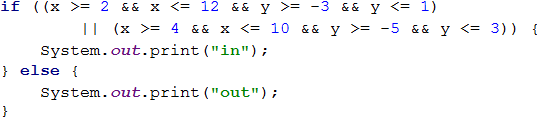 if ((x >= 2 && x <= 12 && y >= -3 && y <= 1)
        || (x >= 4 && x <= 10 && y >= -5 && y <= 3)) {
    System.out.print("in");
} else {
    System.out.print("out");
}